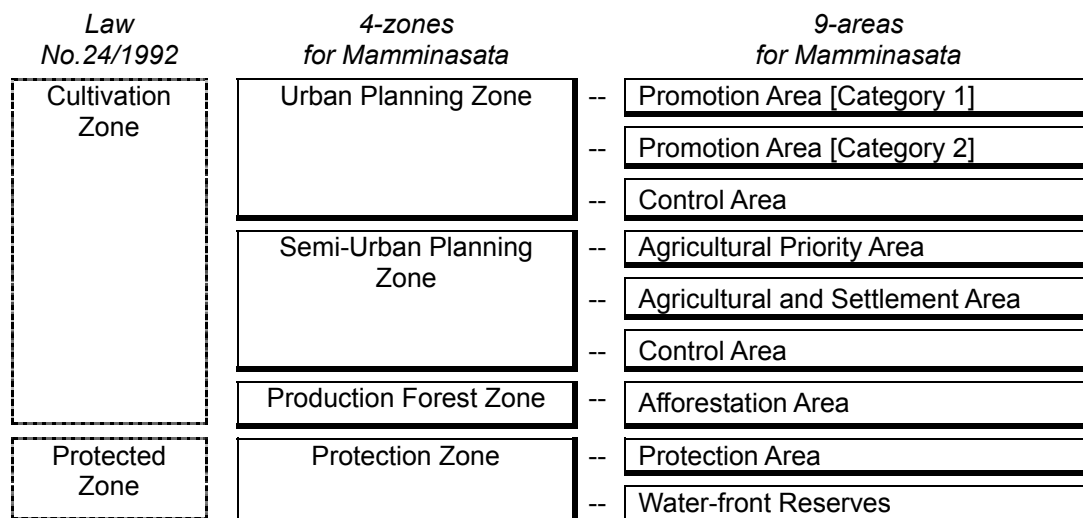 Law No.24/1992
4-zones for Mamminasata
9-areas for Mamminasata
Cultivation Zone
Urban Planning Zone
-- Promotion Area [Category 1]
-- Promotion Area [Category 2]
-- Control Area
Semi-Urban Planning Zone
-- Agricultural Priority Area
-- Agricultural and Settlement Area
-- Control Area
Production Forest Zone
-- Afforestation Area
Protected Zone
Protection Zone
-- Protection Area
-- Water-front Reserves